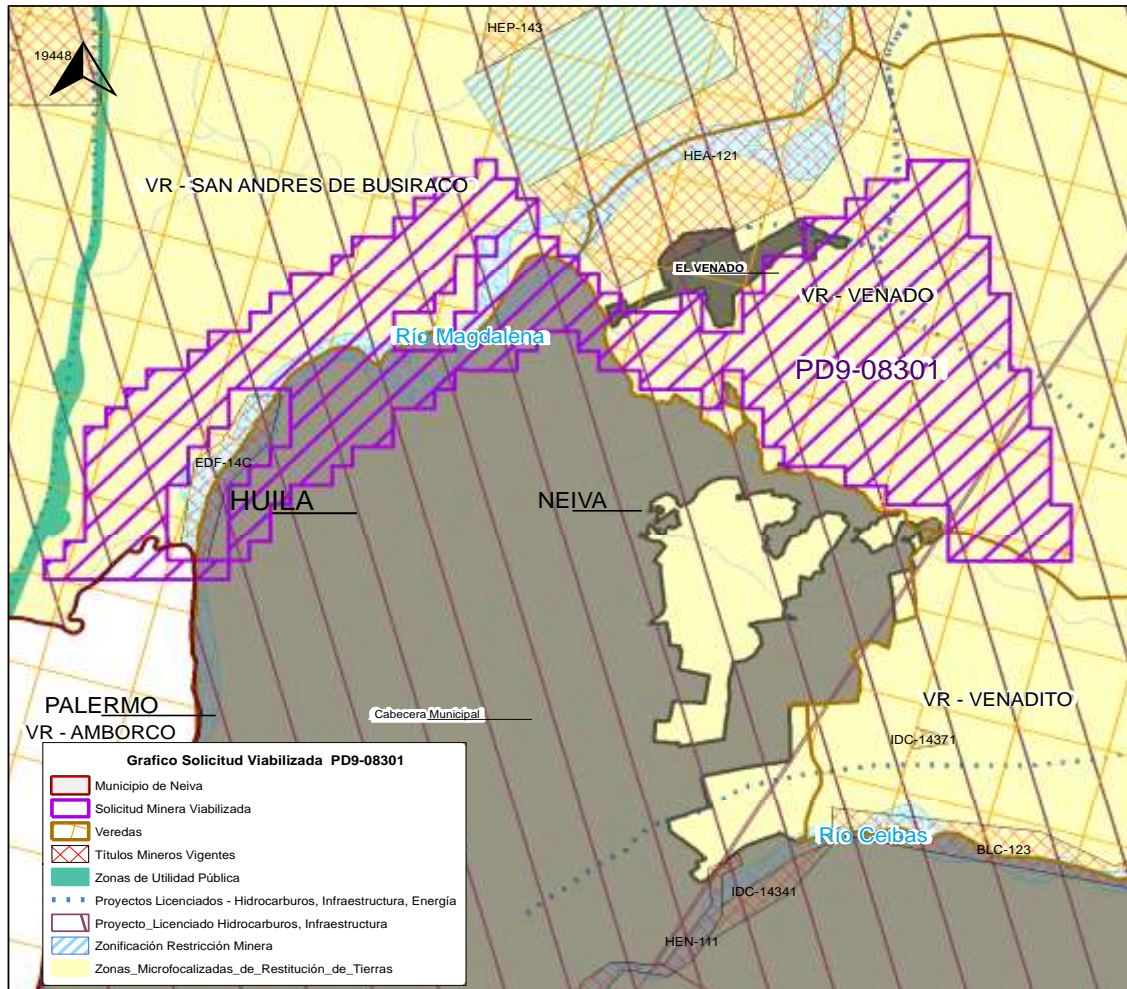 HEP-143
19448
HEA-121
VR - SAN ANDRES DE BUSIRACO
EL VENADO
VR - VENADO
Río Magdalena
PD9-08301
EDF-14C
HUILA
NEIVA
PALERMO
VR - AMBORCO
Cabecera Municipal
VR - VENADITO
IDC-14371
Río Ceibas
BLC-123
IDC-14341
HEN-111
Grafico Solicitud Viabilizada PD9-08301
Municipio de Neiva
Solicitud Minera Viabilizada
Veredas
Títulos Mineros Vigentes
Zonas de Utilidad Pública
Proyectos Licenciados - Hidrocarburos, Infraestructura, Energía
Proyecto_Licenciado Hidrocarburos, Infraestructura
Zonificación Restricción Minera
Zonas_Microfocalizadas_de_Restitución_de_Tierras